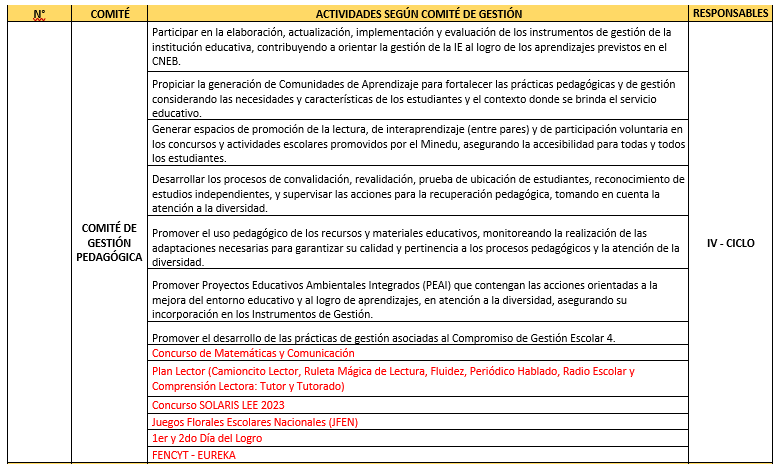 N°
COMITÉ
ACTIVIDADES SEGÚN COMITÉ DE GESTIÓN
RESPONSABLES
COMITÉ DE
GESTIÓN
PEDAGÓGICA
Participar en la elaboración, actualización, implementación y evaluación de los instrumentos de gestión de la
institución educativa, contribuyendo a orientar la gestión de la IE al logro de los aprendizajes previstos en el
CNEB.
Propiciar la generación de Comunidades de Aprendizaje para fortalecer las prácticas pedagógicas y de gestión
considerando las necesidades y características de los estudiantes y el contexto donde se brinda el servicio
educativo.
Generar espacios de promoción de la lectura, de interaprendizaje (entre pares) y de participación voluntaria en
los concursos y actividades escolares promovidos por el Minedu, asegurando la accesibilidad para todas y todos
los estudiantes.
Desarrollar los procesos de convalidación, revalidación, prueba de ubicación de estudiantes, reconocimiento de
estudios independientes, y supervisar las acciones para la recuperación pedagógica, tomando en cuenta la
atención a la diversidad.
Promover el uso pedagógico de los recursos y materiales educativos, monitoreando la realización de las
adaptaciones necesarias para garantizar su calidad y pertinencia a los procesos pedagógicos y la atención de la
diversidad.
Promover Proyectos Educativos Ambientales Integrados (PEAI) que contengan las acciones orientadas a la
mejora del entorno educativo y al logro de aprendizajes, en atención a la diversidad, asegurando su
incorporación en los Instrumentos de Gestión.
Promover el desarrollo de las prácticas de gestión asociadas al Compromiso de Gestión Escolar 4.
Concurso de Matemáticas y Comunicación
Plan Lector (Camioncito Lector, Ruleta Mágica de Lectura, Fluidez, Periódico Hablado, Radio Escolar y
Comprensión Lectora: Tutor y Tutorado)
Concurso SOLARIS LEE 2023
Juegos Florales Escolares Nacionales (JFEN)
1er y 2do Día del Logro
FENCYT - EUREKA
IV - CICLO